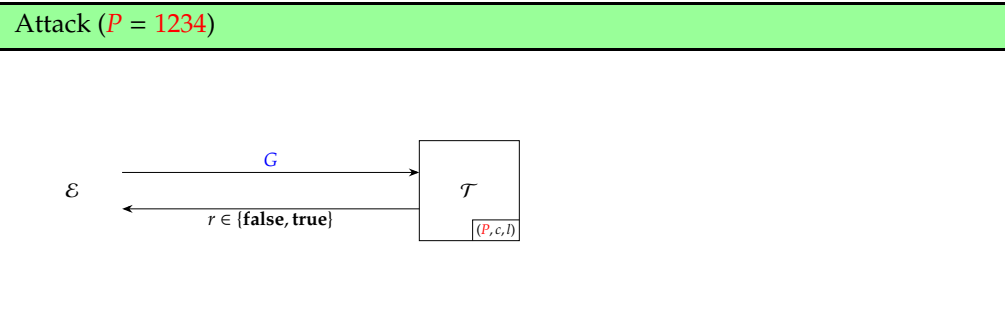 Attack (P = 1234)
G
ℰ
𝒯
r ∈ {false, true}
(P, c, l)